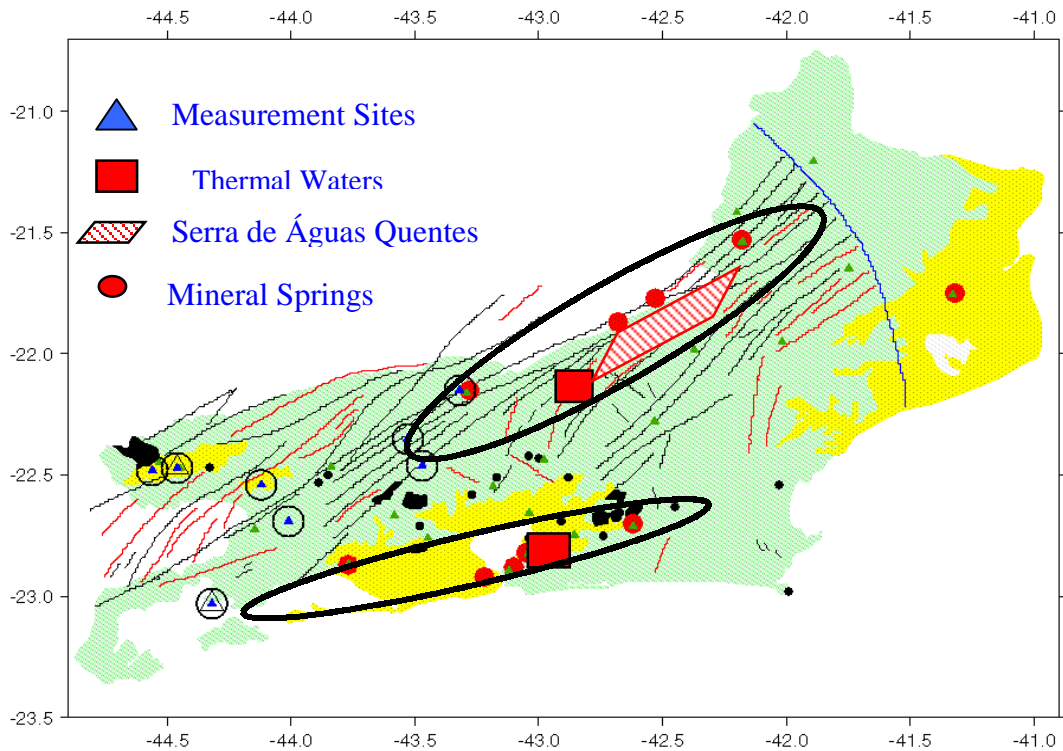 -44.5 -44.0 -43.5 -43.0 -42.5 -42.0 -41.5 -41.0
-21.0
Measurement Sites
Thermal Waters
-21.5
Serra de Águas Quentes
Mineral Springs
-22.0
-22.5
-23.0
-23.5
-44.5 -44.0 -43.5 -43.0 -42.5 -42.0 -41.5 -41.0